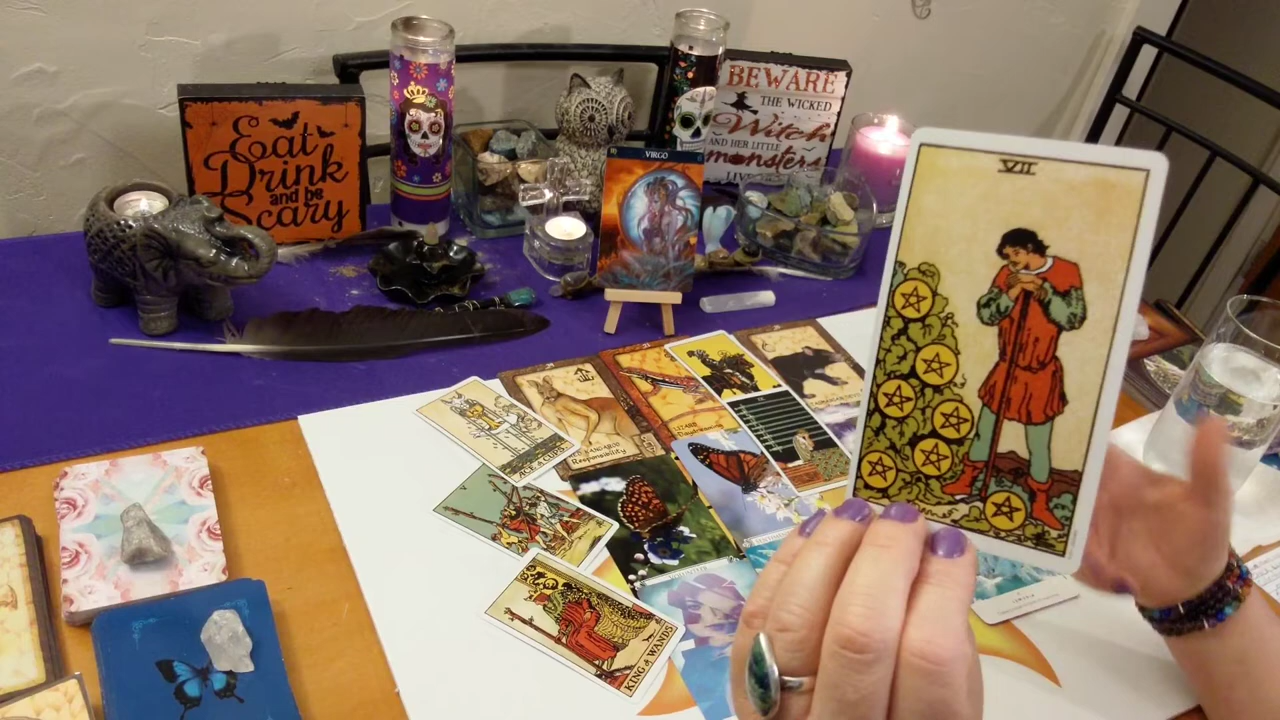 Eat
Drink
and be
Scary
BEWARE
THE WICKED
Witch
AND HER LITTLE
monsters
VIRGO
VII
ACE of CUPS
KANGAROO
Responsibility
LIZARD
Daydreaming
KING of WANDS